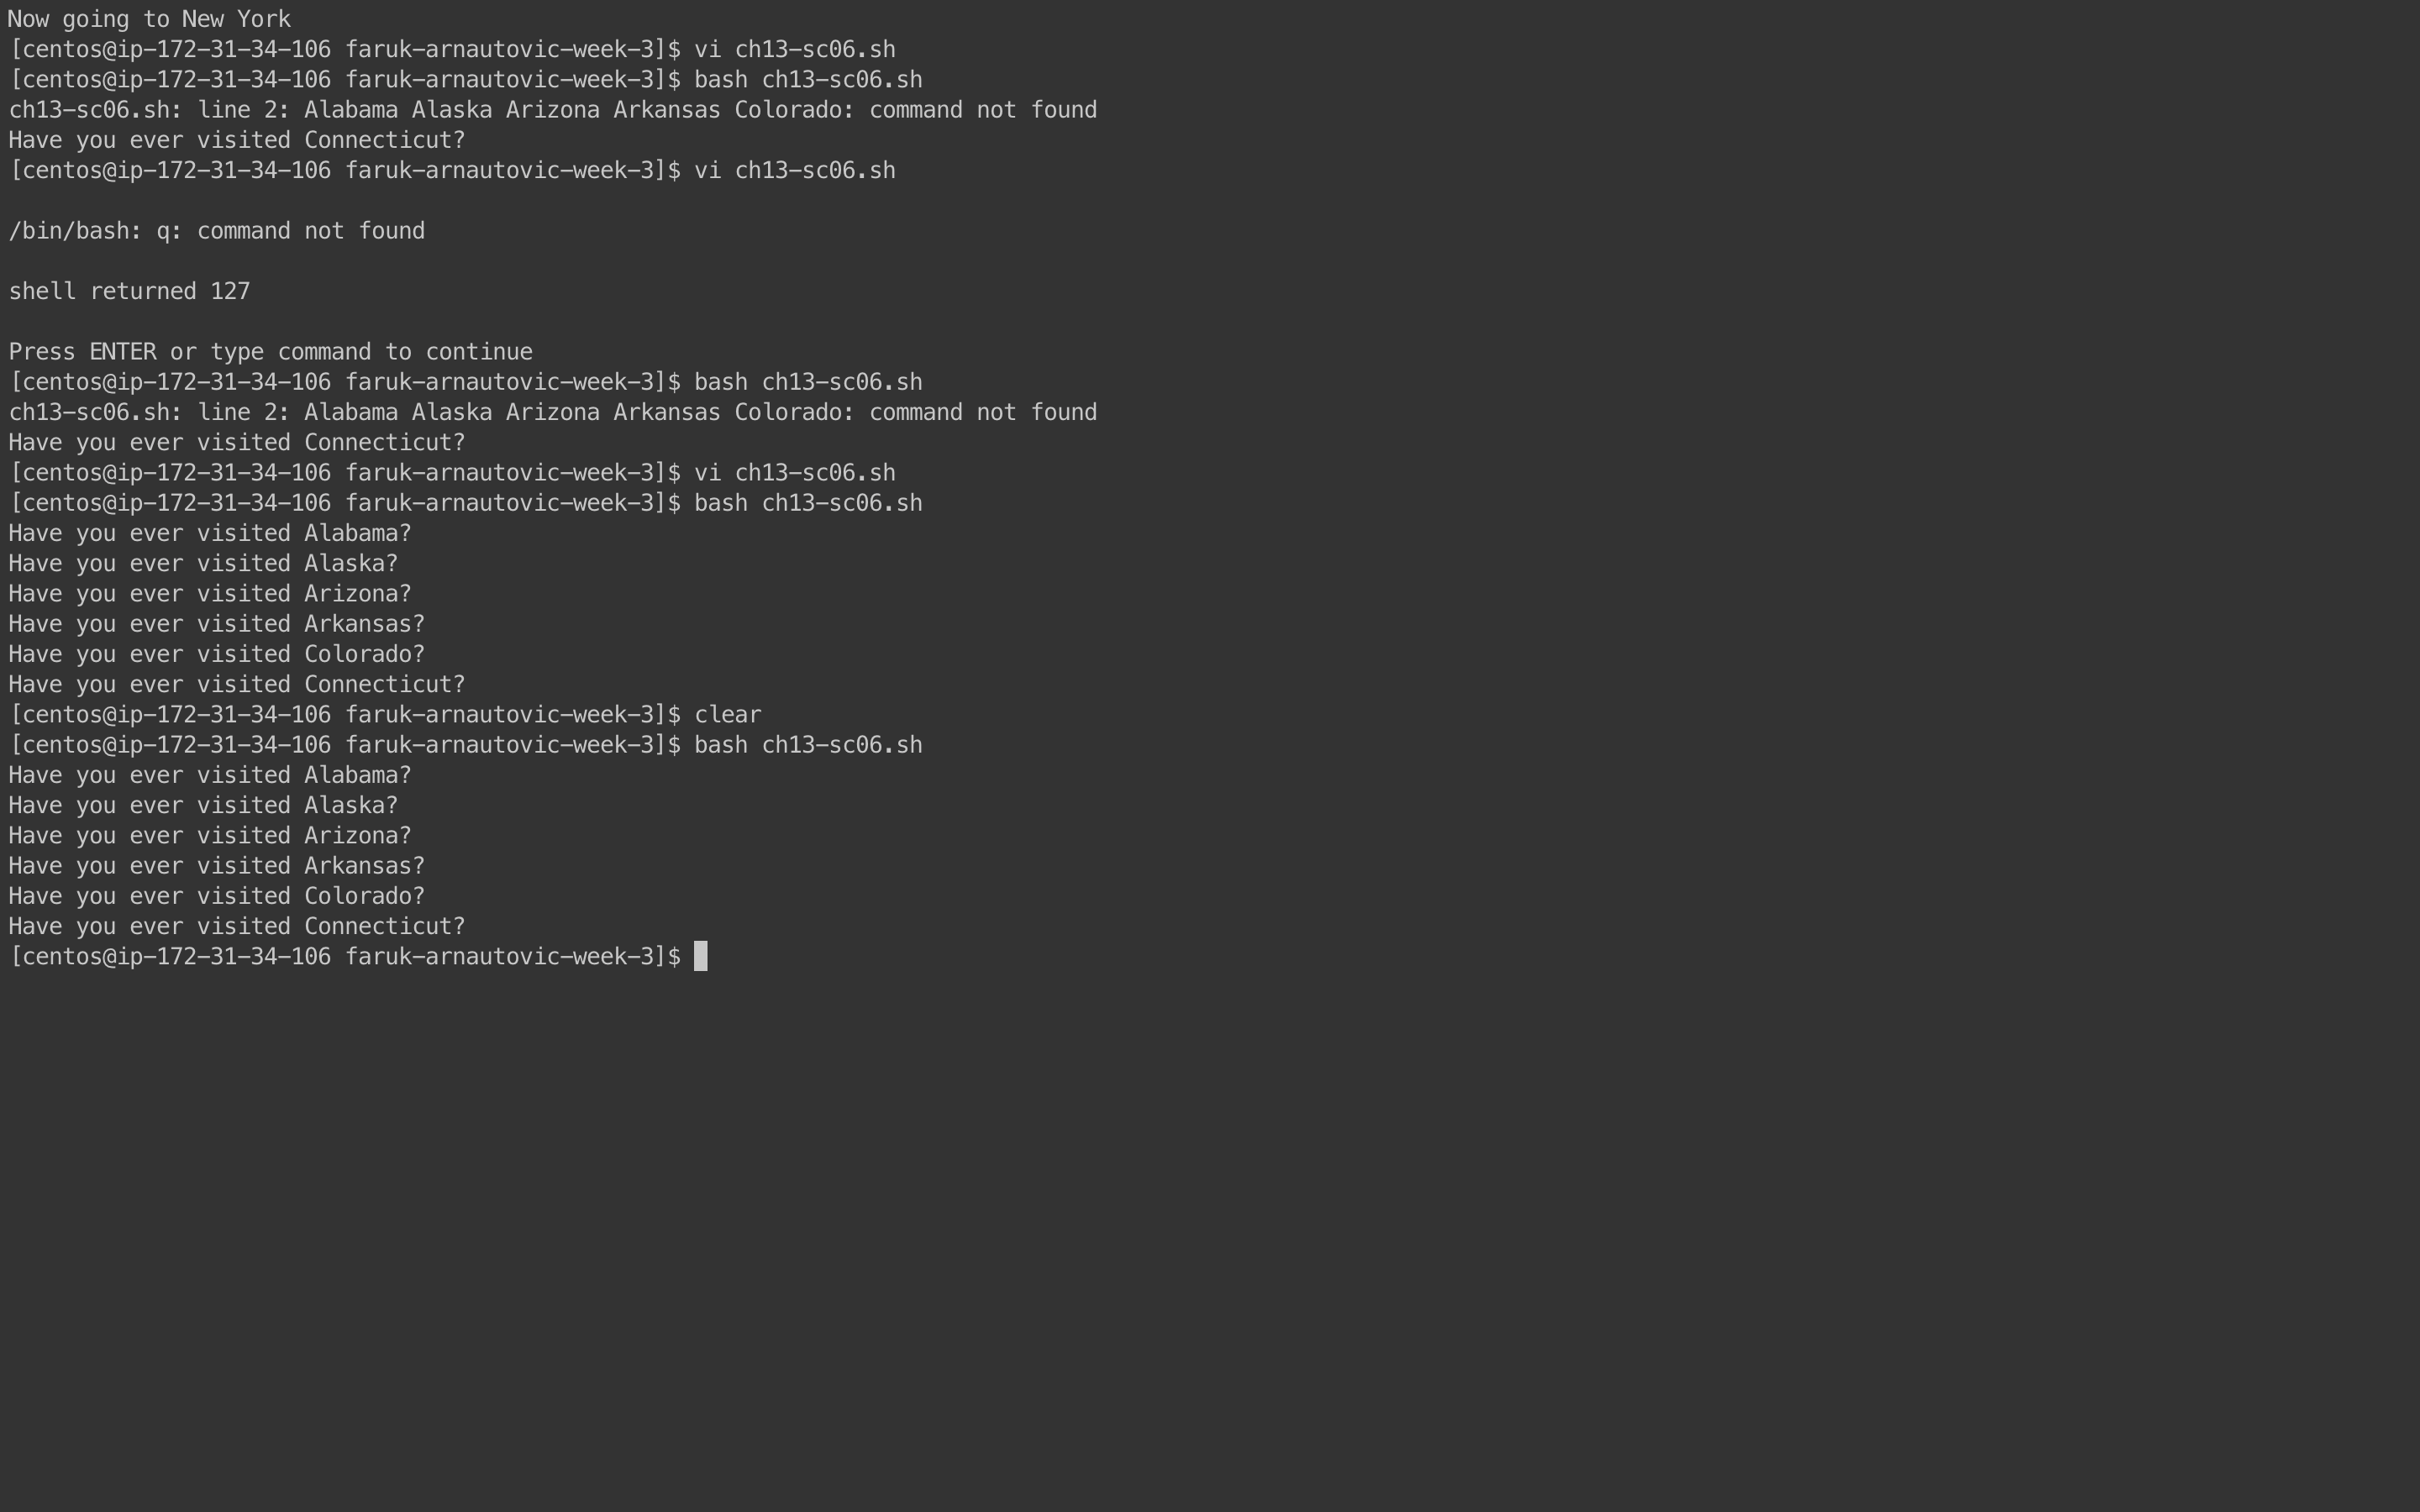 Now going to New York
[centos@ip-172-31-34-106 faruk-arnautovic-week-3]$ vi ch13-sc06.sh
[centos@ip-172-31-34-106 faruk-arnautovic-week-3]$ bash ch13-sc06.sh
ch13-sc06.sh: line 2: Alabama Alaska Arizona Arkansas Colorado: command not found
Have you ever visited Connecticut?
[centos@ip-172-31-34-106 faruk-arnautovic-week-3]$ vi ch13-sc06.sh
/bin/bash: q: command not found
shell returned 127
Press ENTER or type command to continue
[centos@ip-172-31-34-106 faruk-arnautovic-week-3]$ bash ch13-sc06.sh
ch13-sc06.sh: line 2: Alabama Alaska Arizona Arkansas Colorado: command not found
Have you ever visited Connecticut?
[centos@ip-172-31-34-106 faruk-arnautovic-week-3]$ vi ch13-sc06.sh
[centos@ip-172-31-34-106 faruk-arnautovic-week-3]$ bash ch13-sc06.sh
Have you ever visited Alabama?
Have you ever visited Alaska?
Have you ever visited Arizona?
Have you ever visited Arkansas?
Have you ever visited Colorado?
Have you ever visited Connecticut?
[centos@ip-172-31-34-106 faruk-arnautovic-week-3]$ clear
[centos@ip-172-31-34-106 faruk-arnautovic-week-3]$ bash ch13-sc06.sh
Have you ever visited Alabama?
Have you ever visited Alaska?
Have you ever visited Arizona?
Have you ever visited Arkansas?
Have you ever visited Colorado?
Have you ever visited Connecticut?
[centos@ip-172-31-34-106 faruk-arnautovic-week-3]$